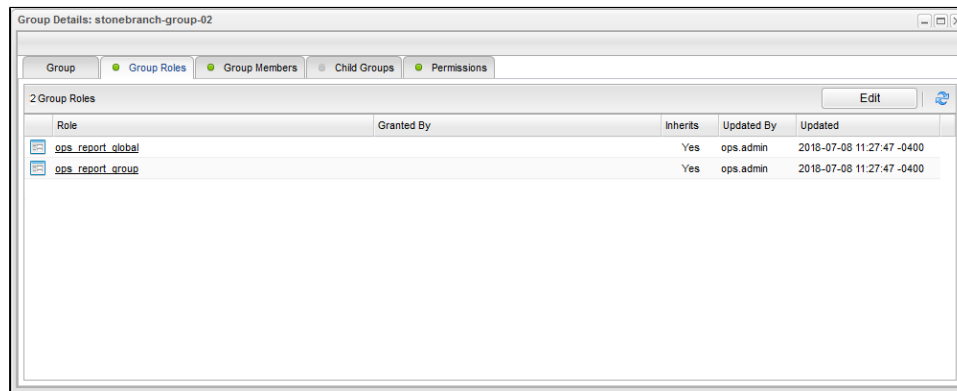 Group Details: stonebranch-group-02
Group Group Roles Group Members Child Groups Permissions
2 Group Roles Edit
Role Granted By Inherits Updated By Updated
ops_report_global Yes ops.admin 2018-07-08 11:27:47 -0400
ops_report_group Yes ops.admin 2018-07-08 11:27:47 -0400